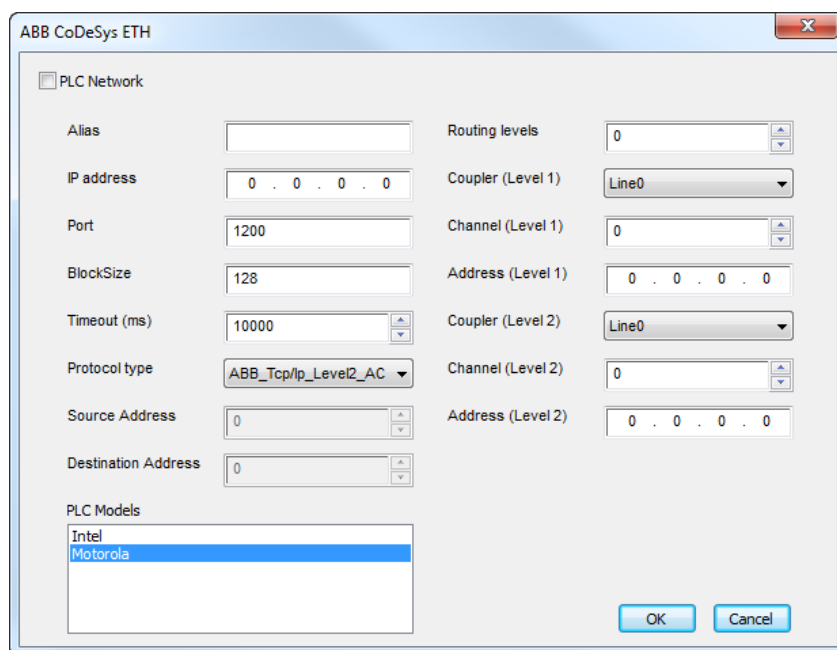 ABB CoDeSys ETH
PLC Network
Alias
IP address 0 . 0 . 0 . 0
Port 1200
BlockSize 128
Timeout (ms) 10000
Protocol type ABB_Tcp/Ip_Level2_AC
Source Address 0
Destination Address 0
PLC Models
Intel
Motorola
Routing levels 0
Coupler (Level 1) Line0
Channel (Level 1) 0
Address (Level 1) 0 . 0 . 0 . 0
Coupler (Level 2) Line0
Channel (Level 2) 0
Address (Level 2) 0 . 0 . 0 . 0
OK Cancel